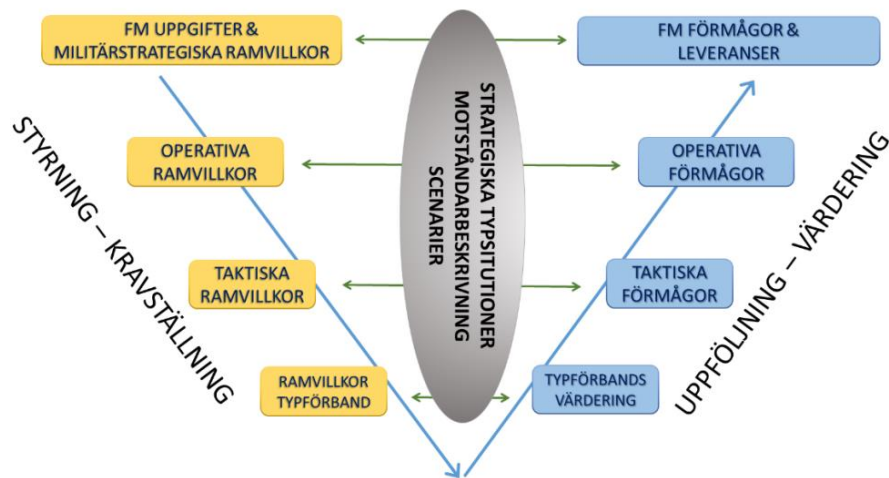 FM UPPGIFTER &
MILITÄRSTRATEGISKA RAMVILLKOR
FM FÖRMÅGOR &
LEVERANSER
STRATEGISKA TYPSITUTIONER
MOTSTÅNDARBESKRIVNING
SCENARIER
STYRNING – KRAVSTÄLLNING
UPPFÖLJNING – VÄRDERING
OPERATIVA
RAMVILLKOR
OPERATIVA
FÖRMÅGOR
TAKTISKA
RAMVILLKOR
TAKTISKA
FÖRMÅGOR
RAMVILLKOR
TYPFÖRBAND
TYPFÖRBANDS
VÄRDERING